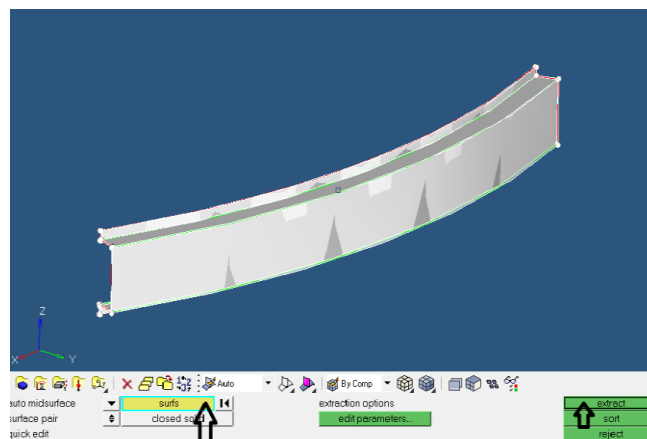 Z
X
Y
Auto
By Comp
auto midsurface
surfs
extraction options
extract
surface pair
closed solid
edit parameters...
sort
quick edit
reject